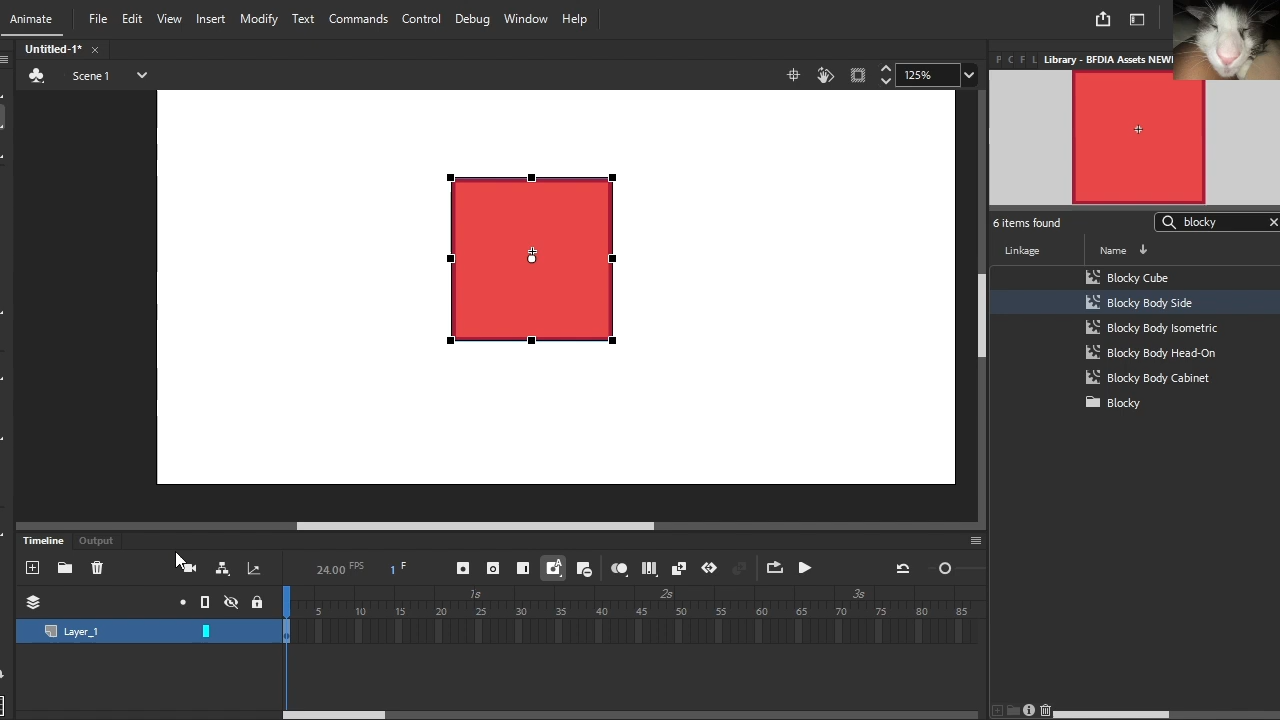 Animate File Edit View Insert Modify Text Commands Control Debug Window Help
Untitled-1*
Scene 1 125%
P C F L Library - BFDIA Assets NEW
6 items found blocky
Linkage Name
Blocky Cube
Blocky Body Side
Blocky Body Isometric
Blocky Body Head-On
Blocky Body Cabinet
Blocky
Timeline Output
24.00 FPS 1 F
1s 2s 3s
5 10 15 20 25 30 35 40 45 50 55 60 65 70 75 80 85
Layer_1